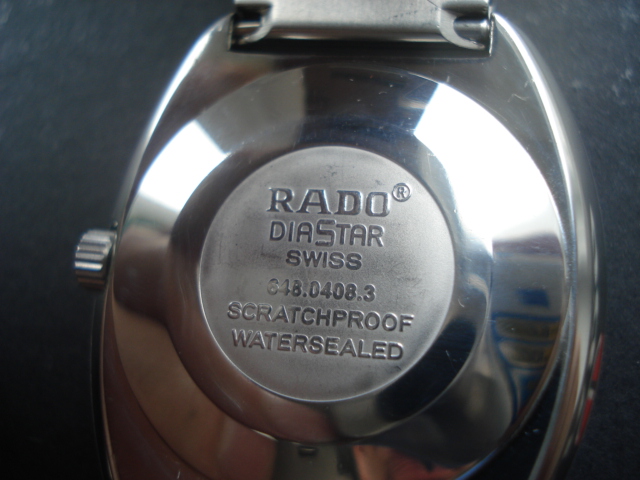 RADO®
DIASTAR
SWISS
648.0408.3
SCRATCHPROOF
WATERSEALED